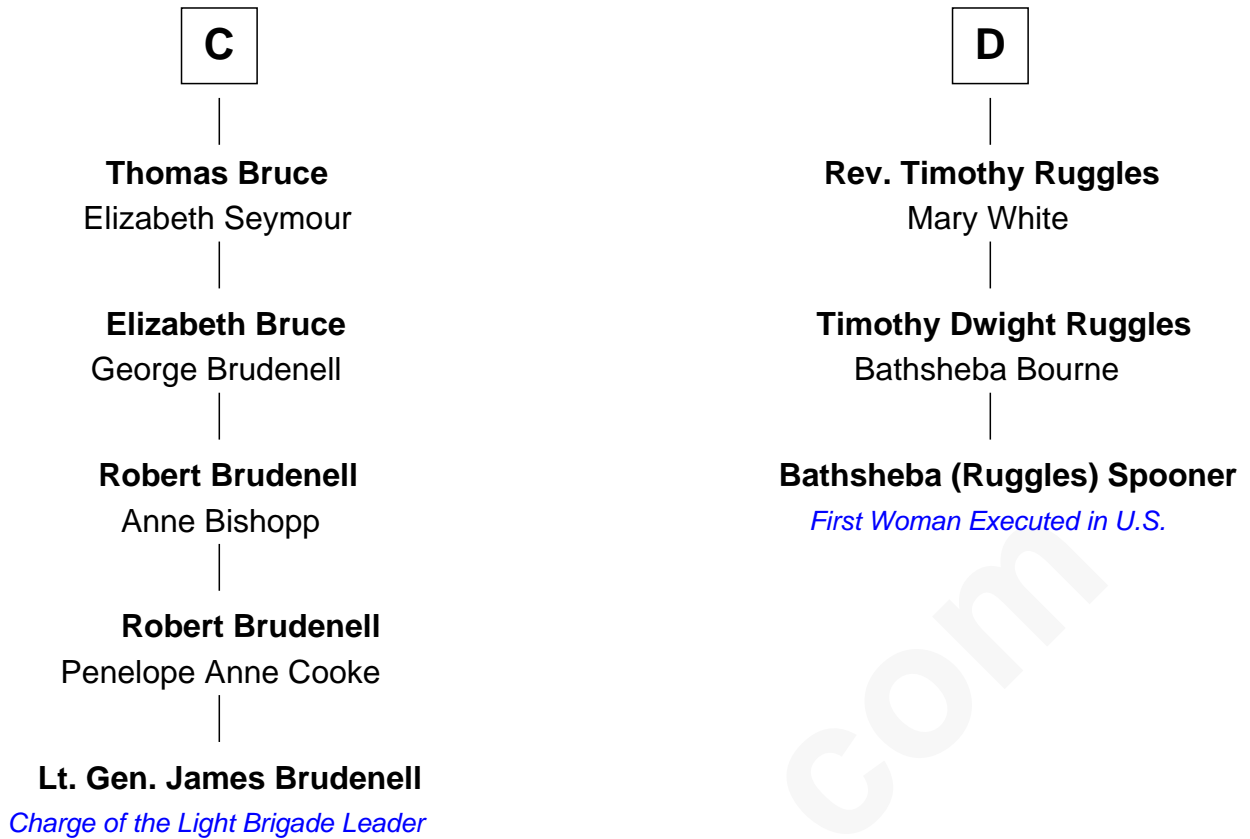 C
Thomas Bruce
Elizabeth Seymour
Elizabeth Bruce
George Brudenell
Robert Brudenell
Anne Bishopp
Robert Brudenell
Penelope Anne Cooke
Lt. Gen. James Brudenell
Charge of the Light Brigade Leader
D
Rev. Timothy Ruggles
Mary White
Timothy Dwight Ruggles
Bathsheba Bourne
Bathsheba (Ruggles) Spooner
First Woman Executed in U.S.
com